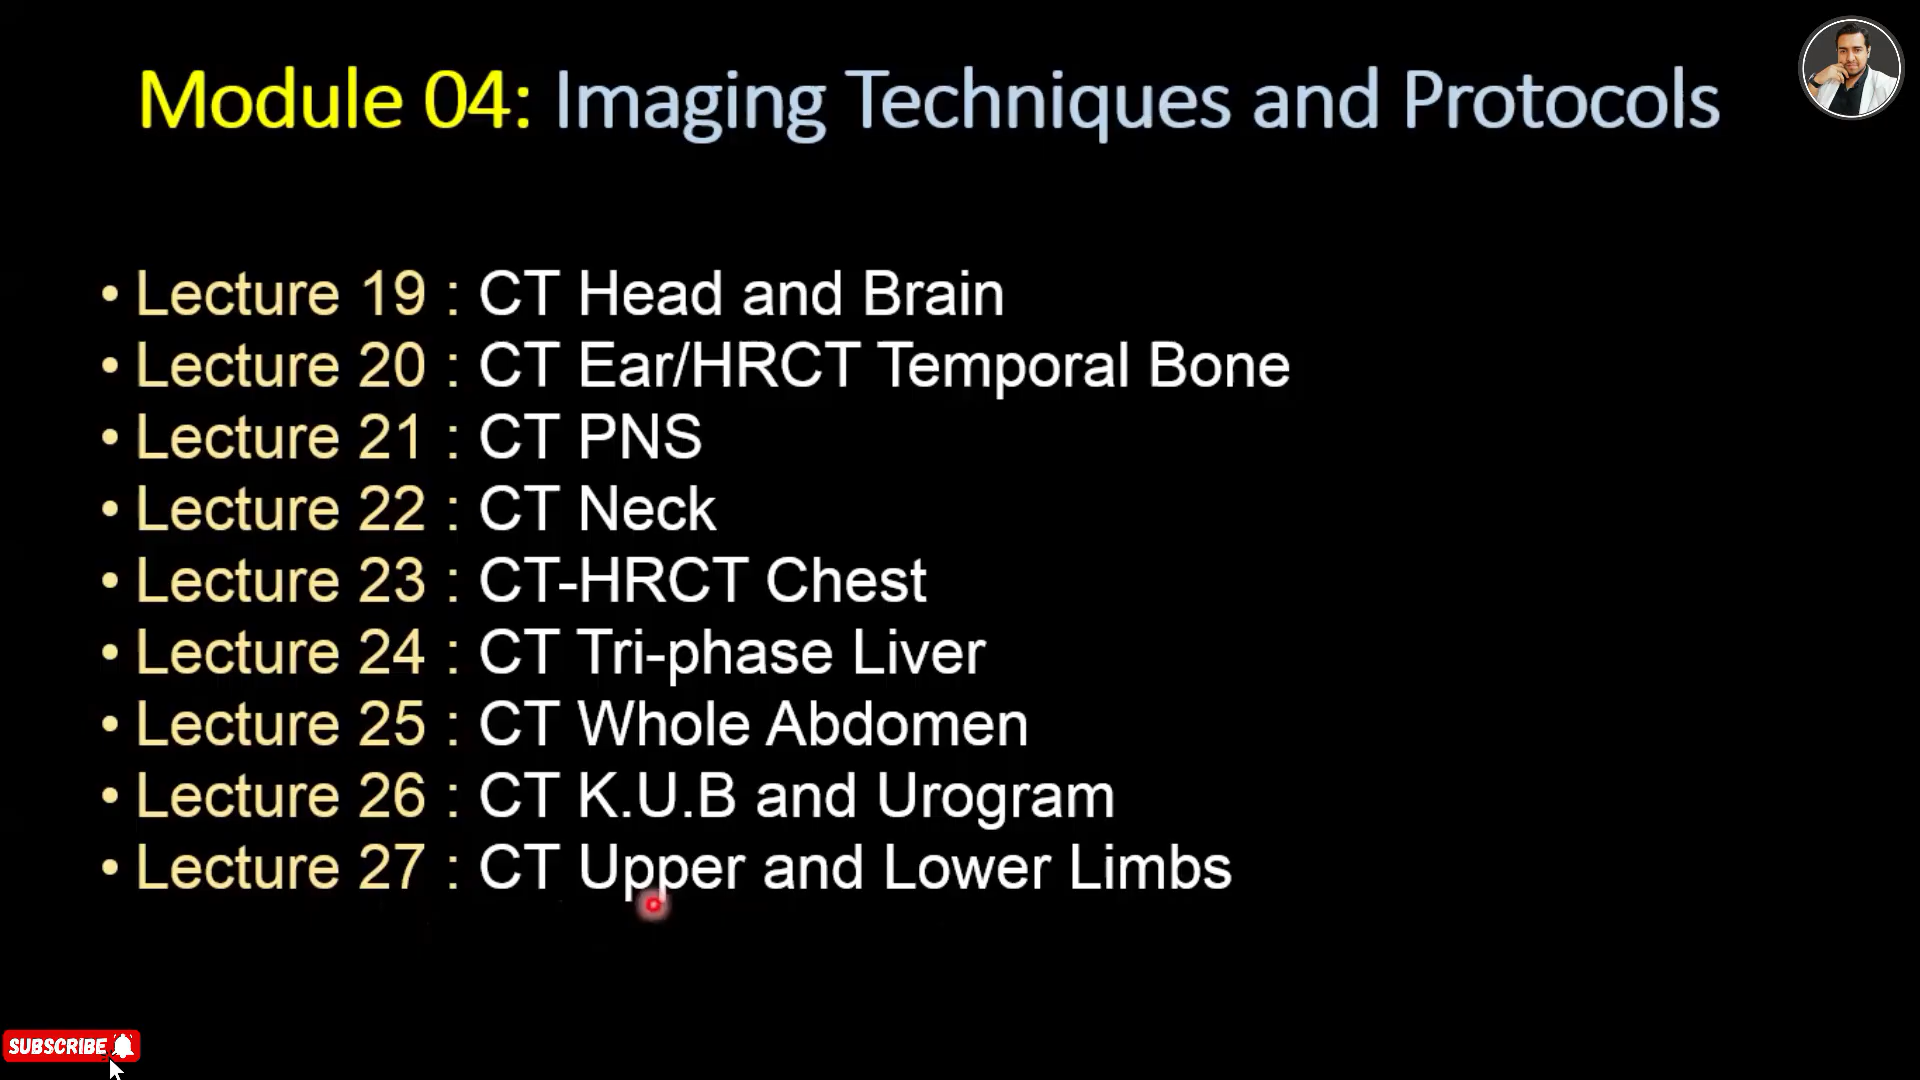 Module 04: Imaging Techniques and Protocols
• Lecture 19 : CT Head and Brain
• Lecture 20 : CT Ear/HRCT Temporal Bone
• Lecture 21 : CT PNS
• Lecture 22 : CT Neck
• Lecture 23 : CT-HRCT Chest
• Lecture 24 : CT Tri-phase Liver
• Lecture 25 : CT Whole Abdomen
• Lecture 26 : CT K.U.B and Urogram
• Lecture 27 : CT Upper and Lower Limbs
SUBSCRIBE